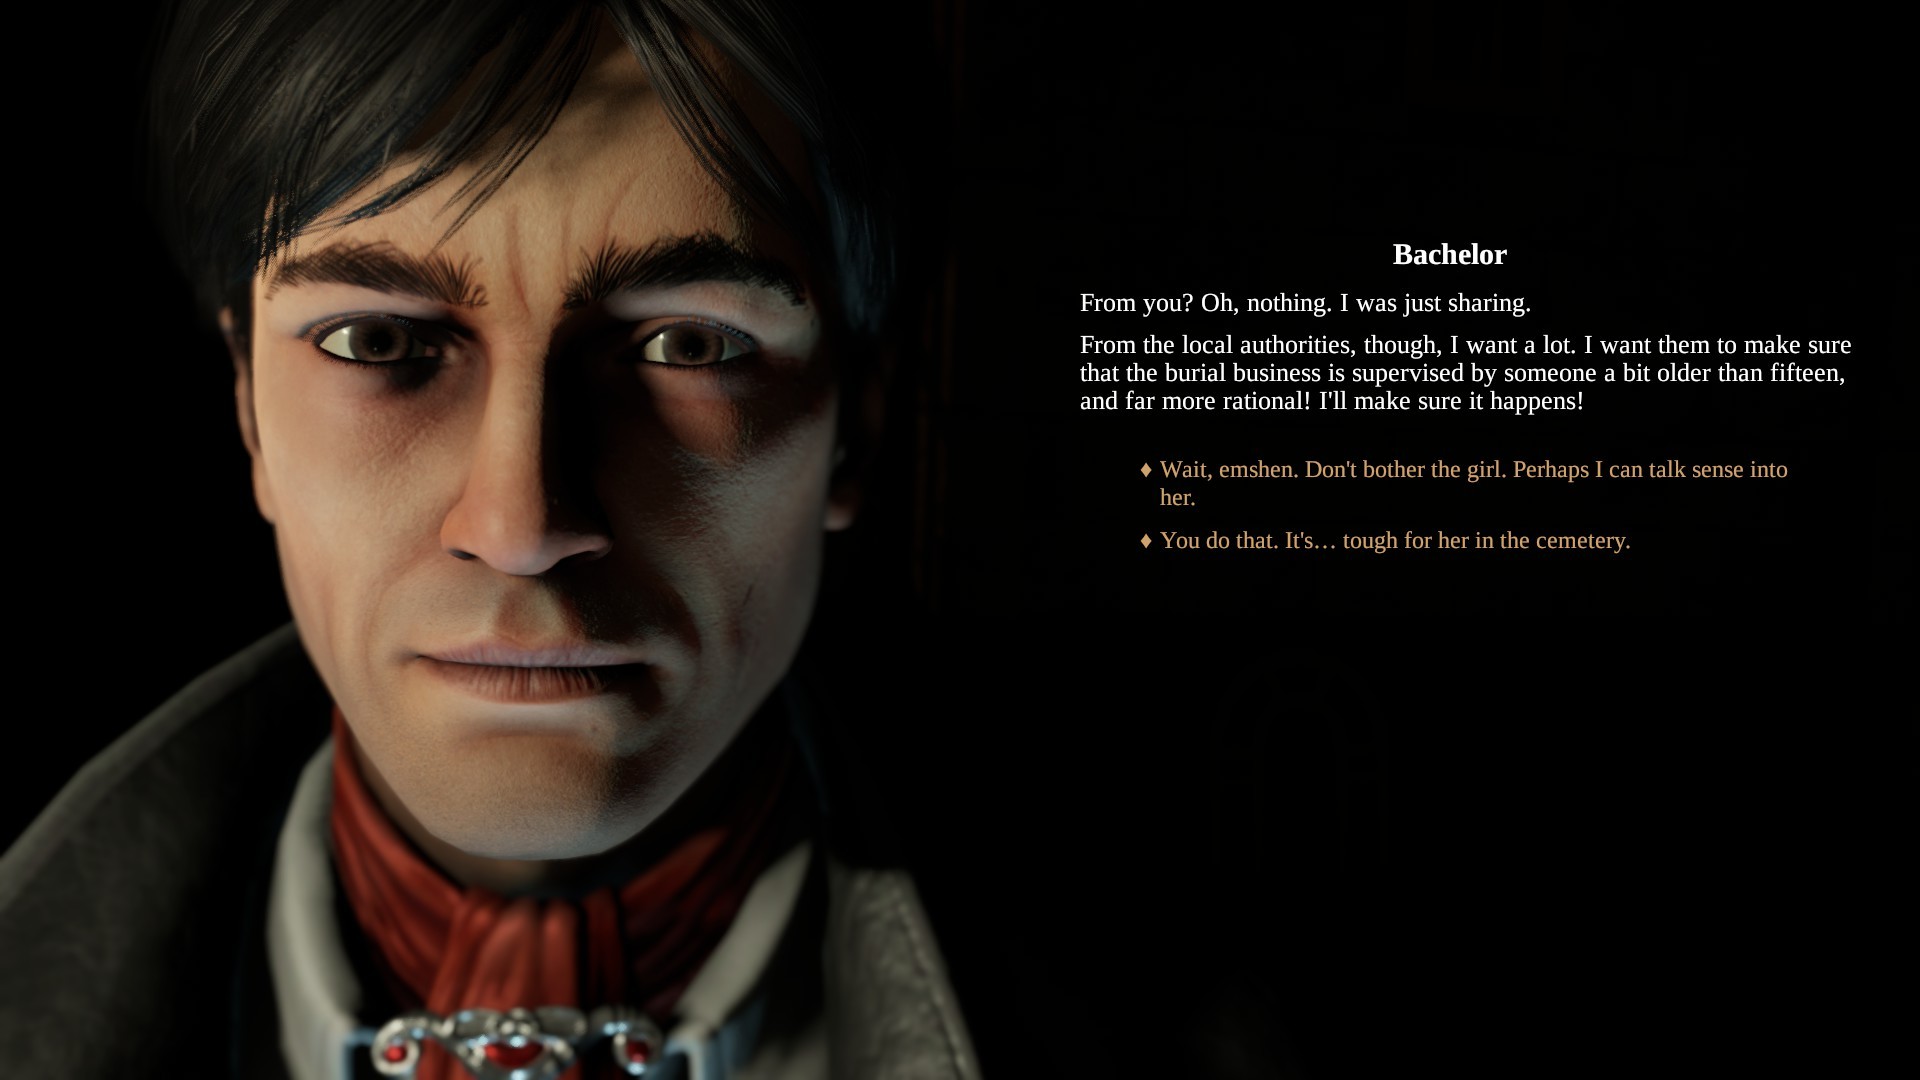 Bachelor
From you? Oh, nothing. I was just sharing.
From the local authorities, though, I want a lot. I want them to make sure
that the burial business is supervised by someone a bit older than fifteen,
and far more rational! I'll make sure it happens!
♦ Wait, emshen. Don't bother the girl. Perhaps I can talk sense into
her.
♦ You do that. It's… tough for her in the cemetery.